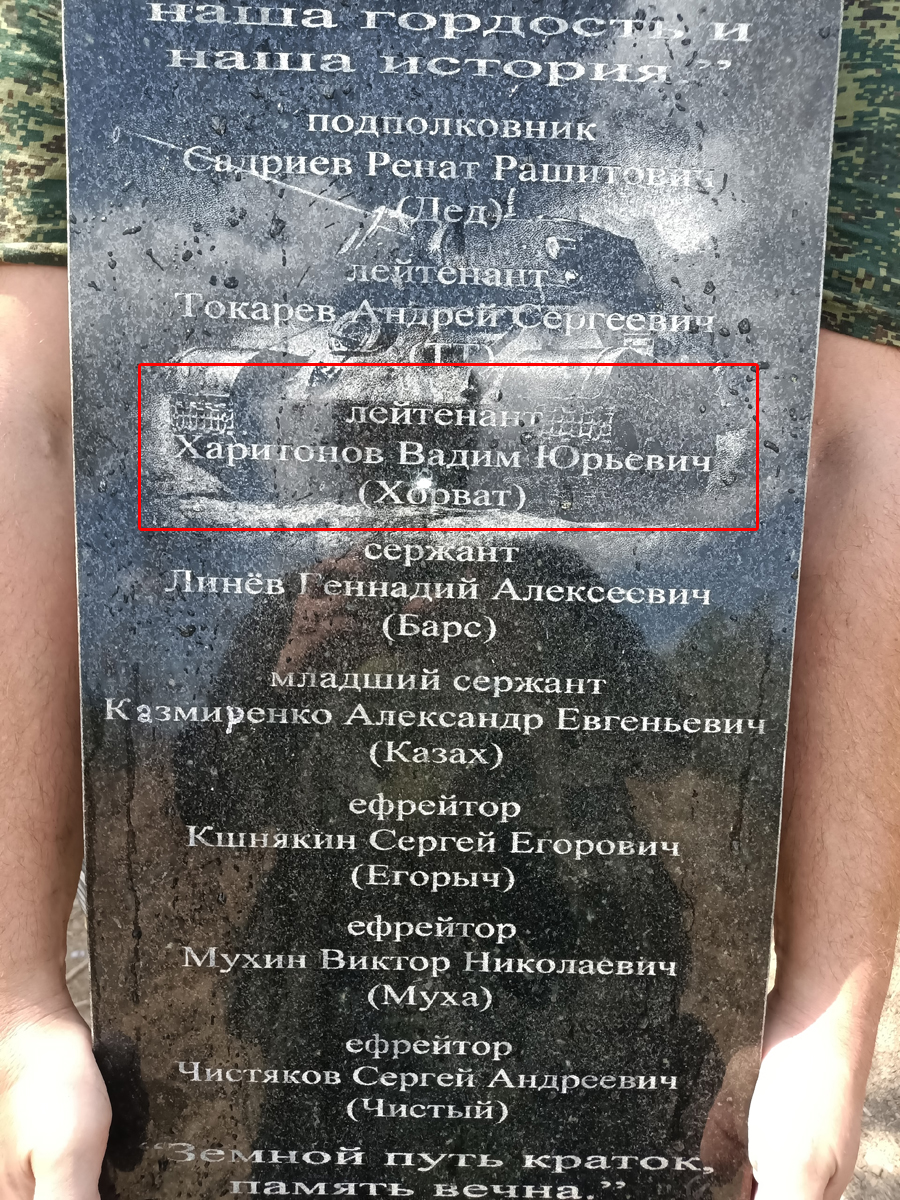 наша гордость и
наша история."
подполковник
Садриев Ренат Рашитович
(Дед)
лейтенант
Токарев Андрей Сергеевич
(ТТ)
лейтенант
Харитонов Вадим Юрьевич
(Хорват)
сержант
Линёв Геннадий Алексеевич
(Барс)
младший сержант
Казмиренко Александр Евгеньевич
(Казах)
ефрейтор
Кшнякин Сергей Егорович
(Егорыч)
ефрейтор
Мухин Виктор Николаевич
(Муха)
ефрейтор
Чистяков Сергей Андреевич
(Чистый)
"Земной путь краток,
память вечна."